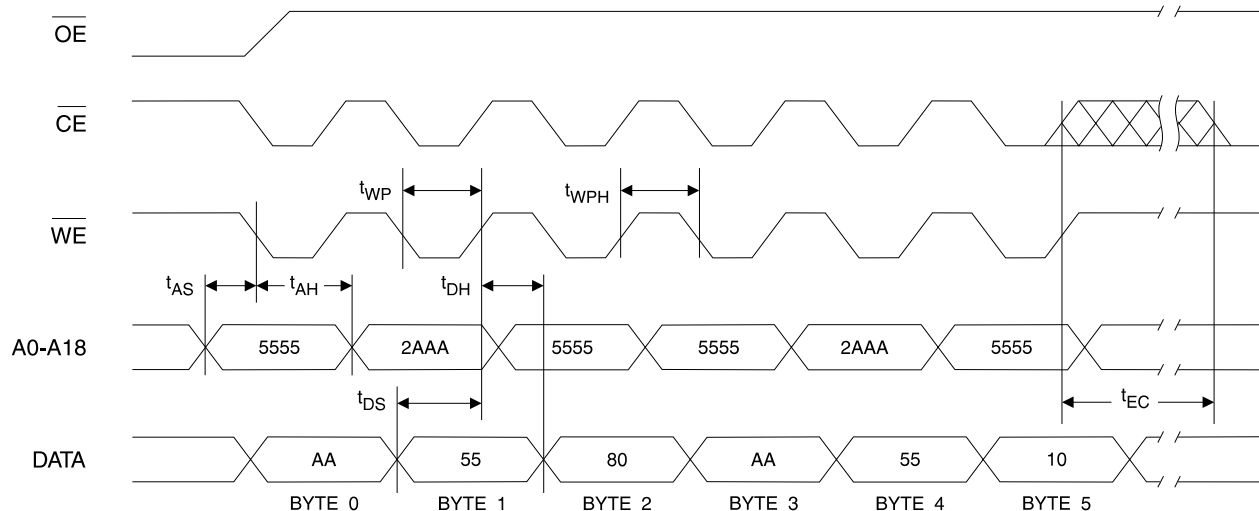 OE
CE
tWP
tWPH
WE
tAS
tAH
tDH
A0-A18
5555
2AAA
5555
5555
2AAA
5555
tDS
tEC
DATA
AA
55
80
AA
55
10
BYTE 0
BYTE 1
BYTE 2
BYTE 3
BYTE 4
BYTE 5